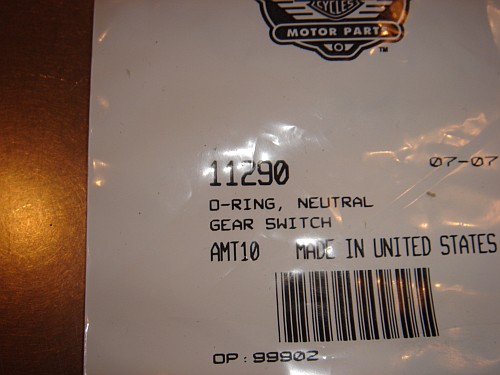 CYCLES
MOTOR PARTS
TM
11290
07-07
O-RING, NEUTRAL
GEAR SWITCH
AMT10 MADE IN UNITED STATES
OP:99902